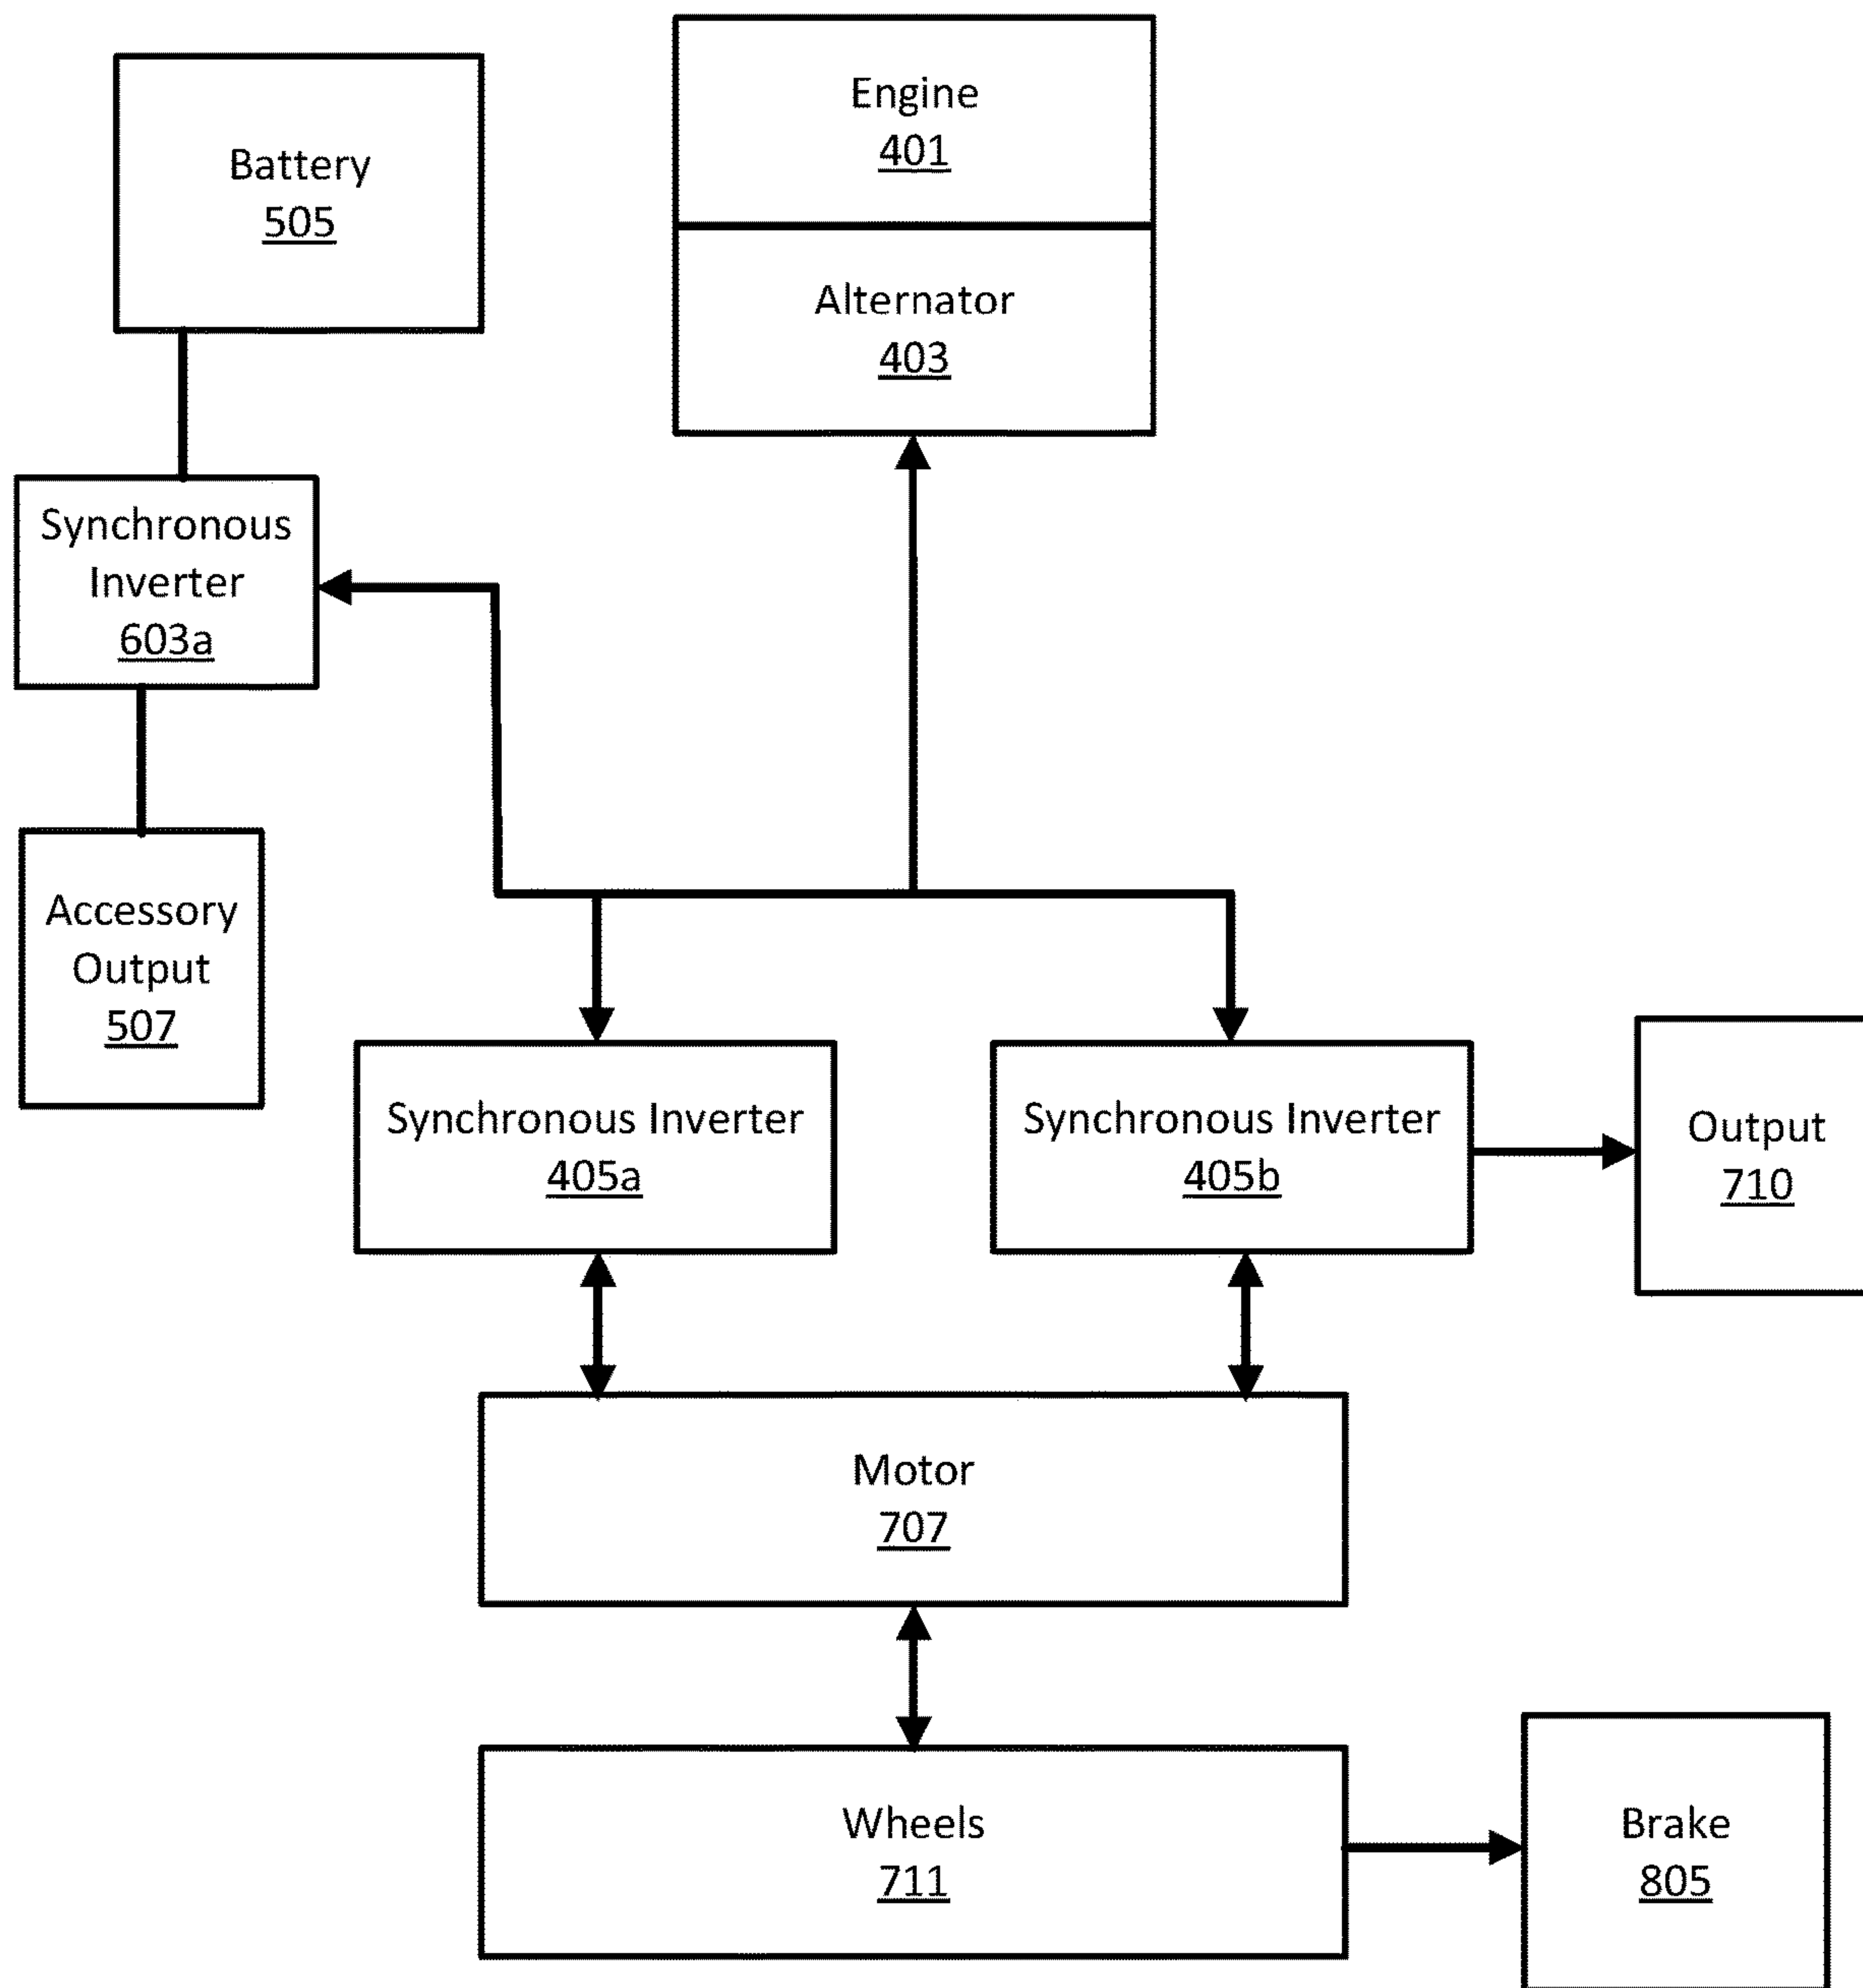 Engine
401
Battery
505
Alternator
403
Synchronous
Inverter
603a
Accessory
Output
507
Synchronous Inverter
405a
Synchronous Inverter
405b
Output
710
Motor
707
Wheels
711
Brake
805